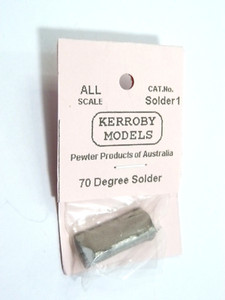 ALL
SCALE
CAT.No.
Solder1
KERROBY
MODELS
Pewter Products of Australia
70 Degree Solder